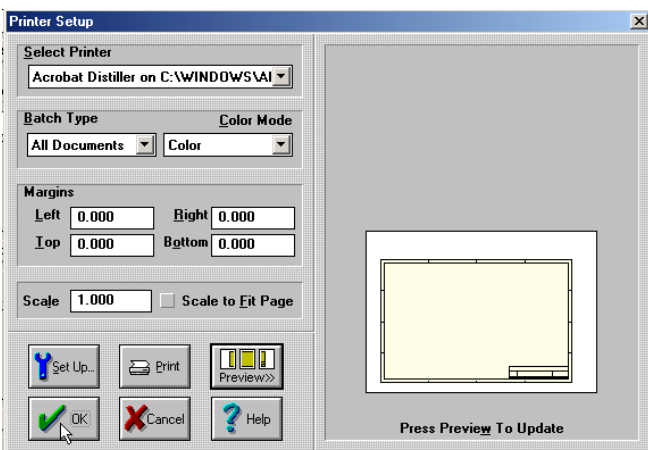 Printer Setup
Select Printer
Acrobat Distiller on C:\WINDOWS\AI
Batch Type Color Mode
All Documents Color
Margins
Left 0.000 Right 0.000
Top 0.000 Bottom 0.000
Scale 1.000 Scale to Fit Page
Set Up... Print Preview>>
OK Cancel Help
Press Preview To Update